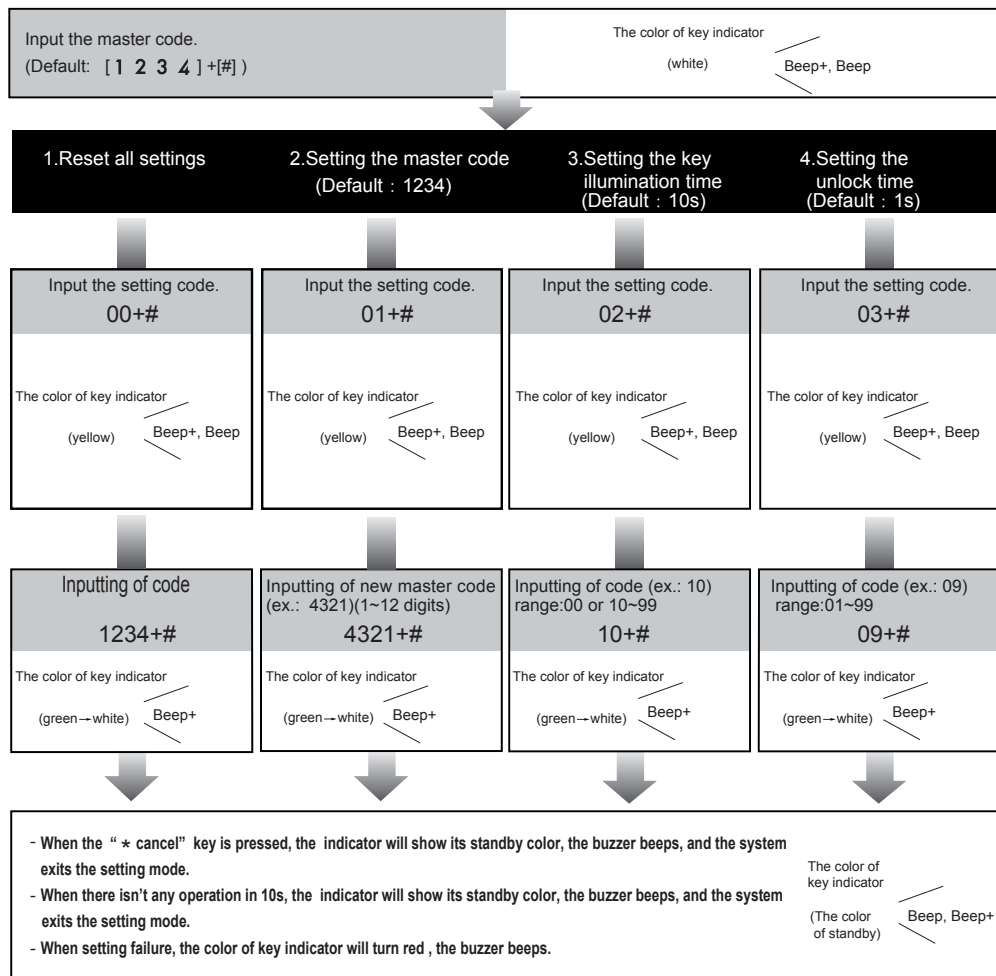 Input the master code.
(Default: [ 1 2 3 4 ] +[#] )
The color of key indicator
(white)
Beep+, Beep
1.Reset all settings
2.Setting the master code
(Default : 1234)
3.Setting the key
illumination time
(Default : 10s)
4.Setting the
unlock time
(Default : 1s)
Input the setting code.
00+#
The color of key indicator
(yellow)
Beep+, Beep
Input the setting code.
01+#
The color of key indicator
(yellow)
Beep+, Beep
Input the setting code.
02+#
The color of key indicator
(yellow)
Beep+, Beep
Input the setting code.
03+#
The color of key indicator
(yellow)
Beep+, Beep
Inputting of code
1234+#
The color of key indicator
(green→white)
Beep+
Inputting of new master code
(ex.: 4321)(1~12 digits)
4321+#
The color of key indicator
(green→white)
Beep+
Inputting of code (ex.: 10)
range:00 or 10~99
10+#
The color of key indicator
(green→white)
Beep+
Inputting of code (ex.: 09)
range:01~99
09+#
The color of key indicator
(green→white)
Beep+
- When the “ * cancel” key is pressed, the indicator will show its standby color, the buzzer beeps, and the system
exits the setting mode.
- When there isn’t any operation in 10s, the indicator will show its standby color, the buzzer beeps, and the system
exits the setting mode.
- When setting failure, the color of key indicator will turn red , the buzzer beeps.
The color of
key indicator
(The color
of standby)
Beep, Beep+